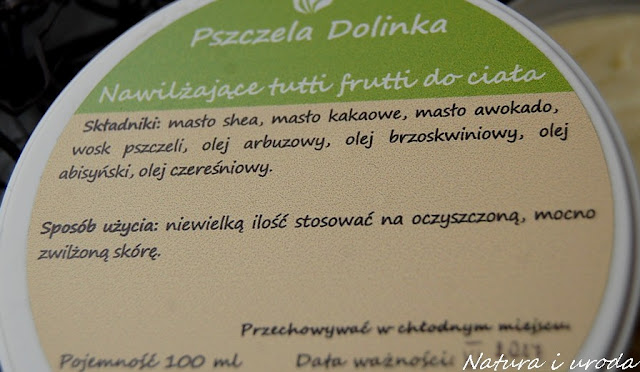 Pszczela Dolinka
Nawilżające tutti frutti do ciała
Składniki: masło shea, masło kakaowe, masło awokado,
wosk pszczeli, olej arbuzowy, olej brzoskwiniowy, olej
abisyński, olej czereśniowy.
Sposób użycia: niewielką ilość stosować na oczyszczoną, mocno
zwilżoną skórę.
Przechowywać w chłodnym miejscu.
Pojemność 100 ml Data ważności:
Natura i uroda